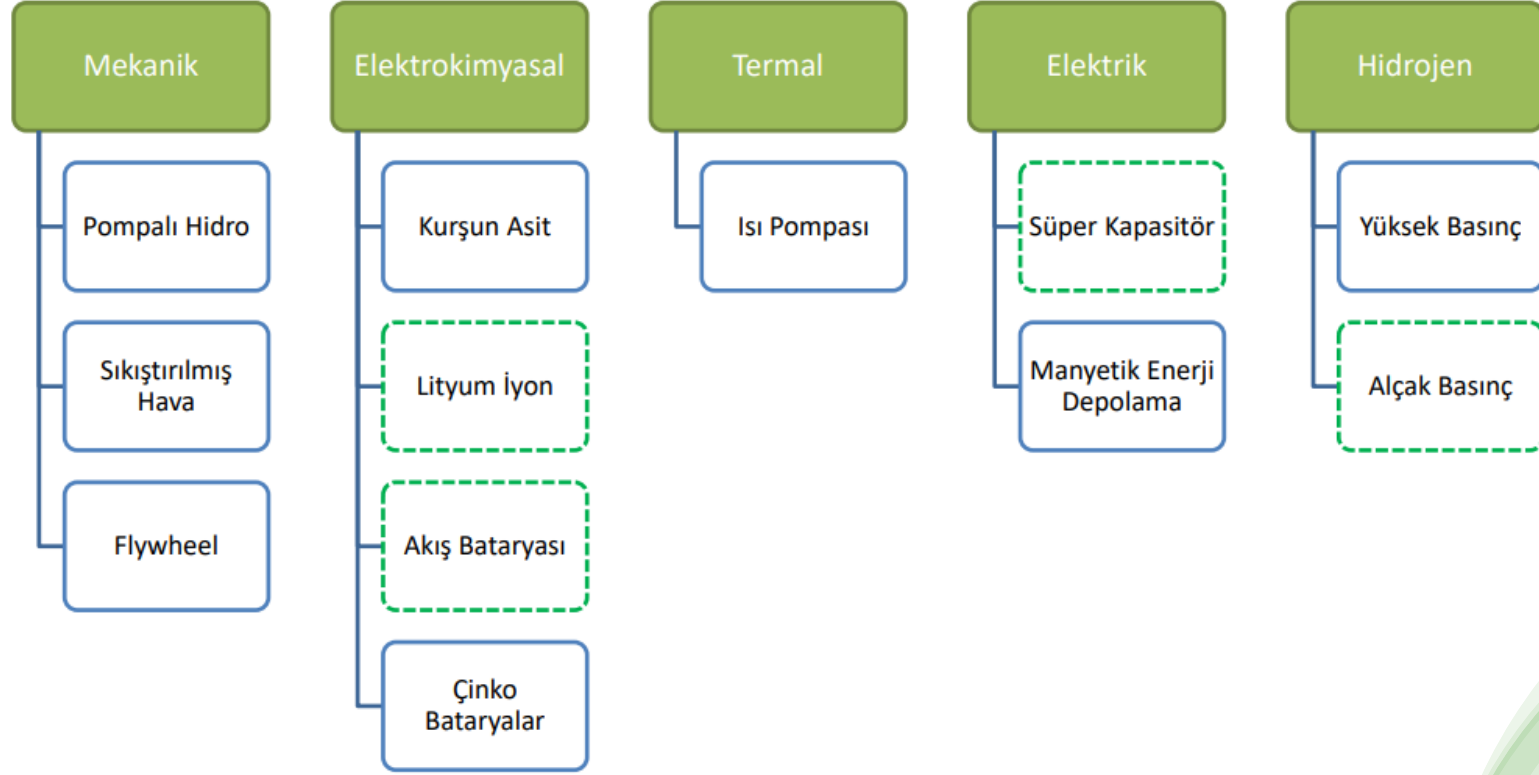 Mekanik
Pompalı Hidro
Sıkıştırılmış
Hava
Flywheel
Elektrokimyasal
Kurşun Asit
Lityum İyon
Akış Bataryası
Çinko
Bataryalar
Termal
Isı Pompası
Elektrik
Süper Kapasitör
Manyetik Enerji
Depolama
Hidrojen
Yüksek Basınç
Alçak Basınç